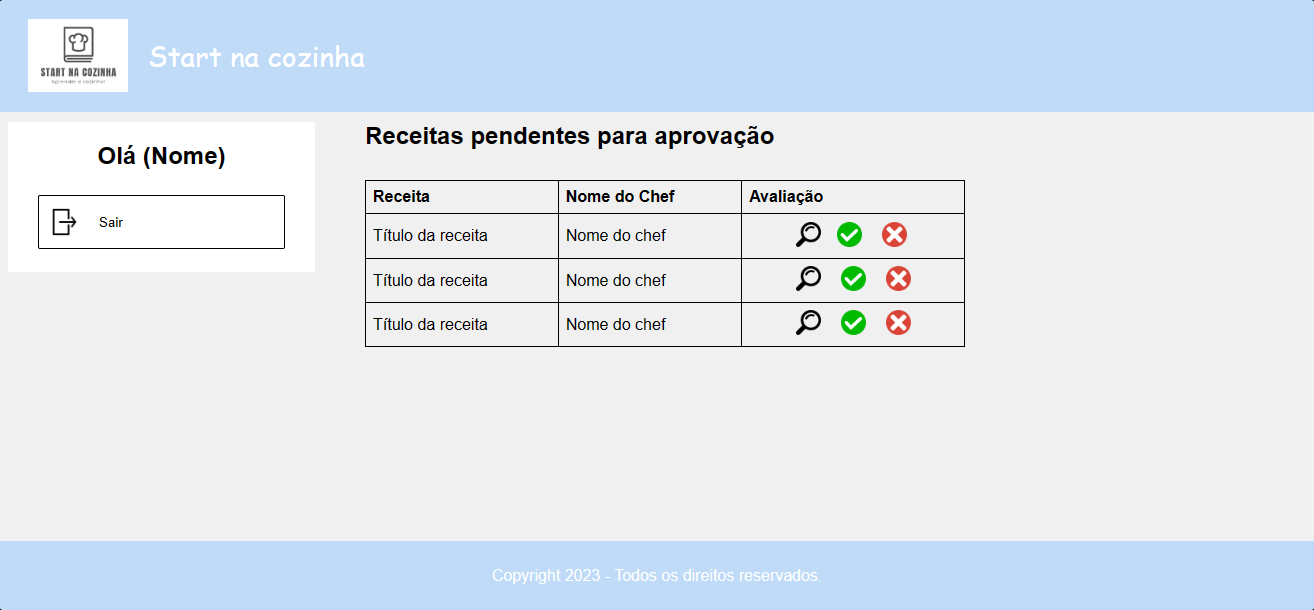 START NA COZINHA
Aprender e cozinhar
Start na cozinha
Olá (Nome)
Sair
Receitas pendentes para aprovação
Receita Nome do Chef Avaliação
Título da receita Nome do chef
Título da receita Nome do chef
Título da receita Nome do chef
Copyright 2023 - Todos os direitos reservados.